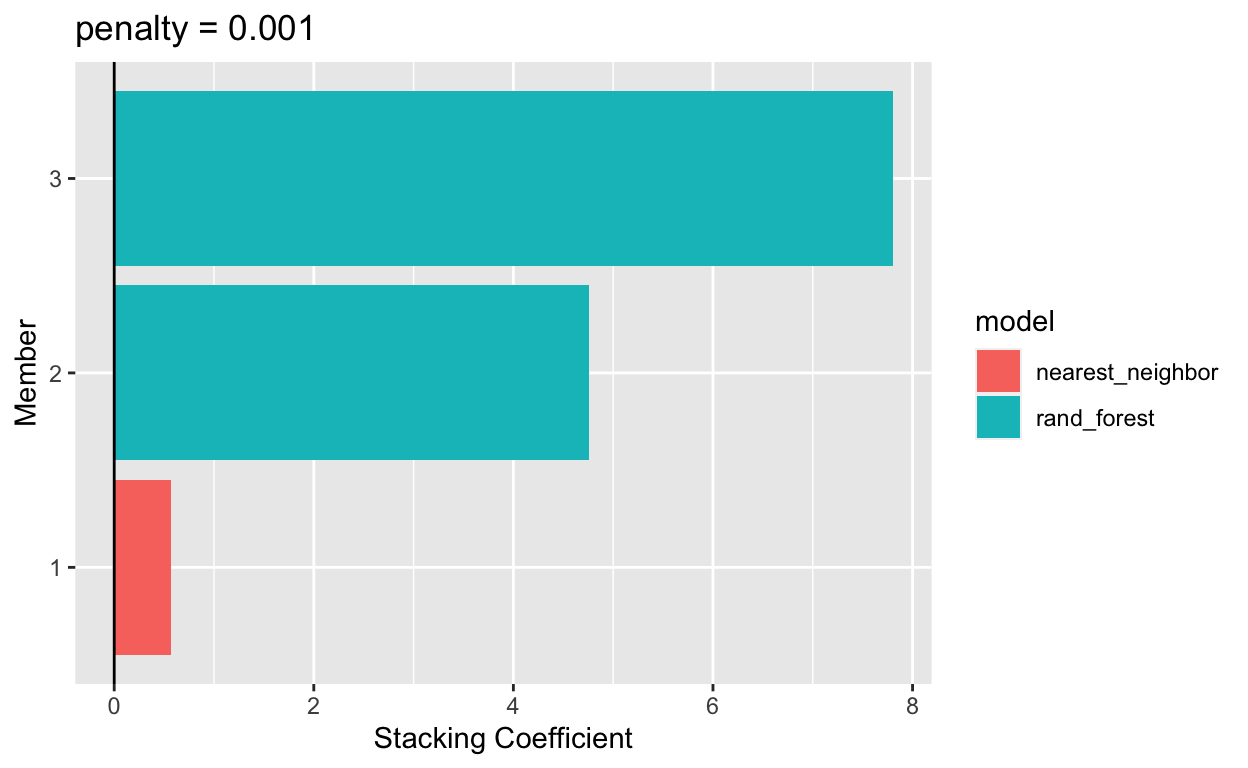 penalty = 0.001
Member
3
2
1
0 2 4 6 8
Stacking Coefficient
model
nearest_neighbor
rand_forest